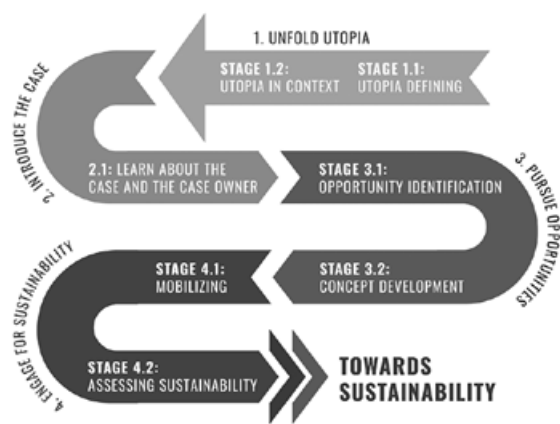 1. UNFOLD UTOPIA
STAGE 1.1:
UTOPIA DEFINING
STAGE 1.2:
UTOPIA IN CONTEXT
2. INTRODUCE THE CASE
2.1: LEARN ABOUT THE
CASE AND THE CASE OWNER
STAGE 3.1:
OPPORTUNITY IDENTIFICATION
3. PURSUE OPPORTUNITIES
STAGE 3.2:
CONCEPT DEVELOPMENT
STAGE 4.1:
MOBILIZING
4. ENGAGE FOR SUSTAINABILITY
STAGE 4.2:
ASSESSING SUSTAINABILITY
TOWARDS
SUSTAINABILITY